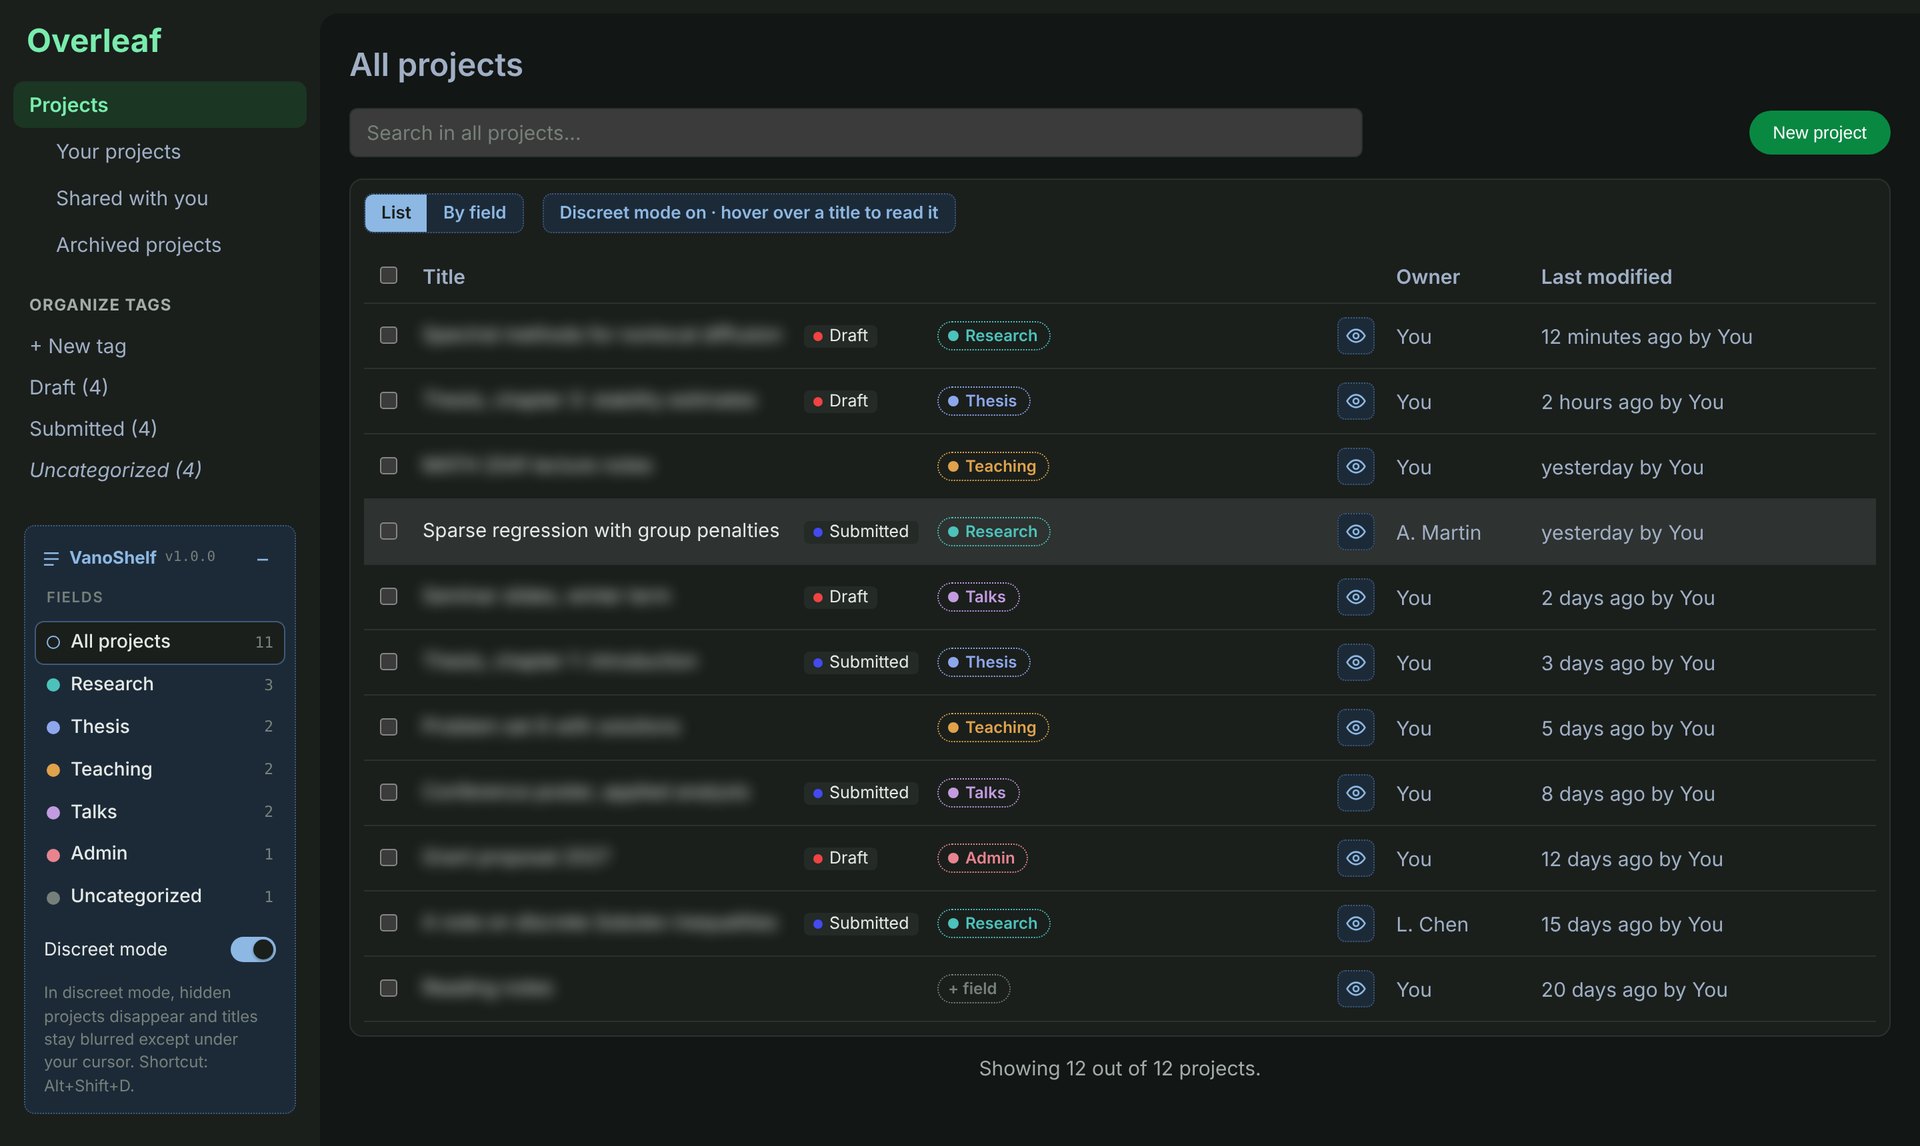 Overleaf
Projects
Your projects
Shared with you
Archived projects
ORGANIZE TAGS
+ New tag
Draft (4)
Submitted (4)
Uncategorized (4)
VanoShelf v1.0.0 –
FIELDS
All projects 11
Research 3
Thesis 2
Teaching 2
Talks 2
Admin 1
Uncategorized 1
Discreet mode
In discreet mode, hidden
projects disappear and titles
stay blurred except under
your cursor. Shortcut:
Alt+Shift+D.
All projects
Search in all projects...
New project
List By field Discreet mode on · hover over a title to read it
Title Owner Last modified
Draft Research You 12 minutes ago by You
Draft Thesis You 2 hours ago by You
Teaching You yesterday by You
Sparse regression with group penalties Submitted Research A. Martin yesterday by You
Draft Talks You 2 days ago by You
Submitted Thesis You 3 days ago by You
Teaching You 5 days ago by You
Submitted Talks You 8 days ago by You
Draft Admin You 12 days ago by You
Submitted Research L. Chen 15 days ago by You
+ field You 20 days ago by You
Showing 12 out of 12 projects.